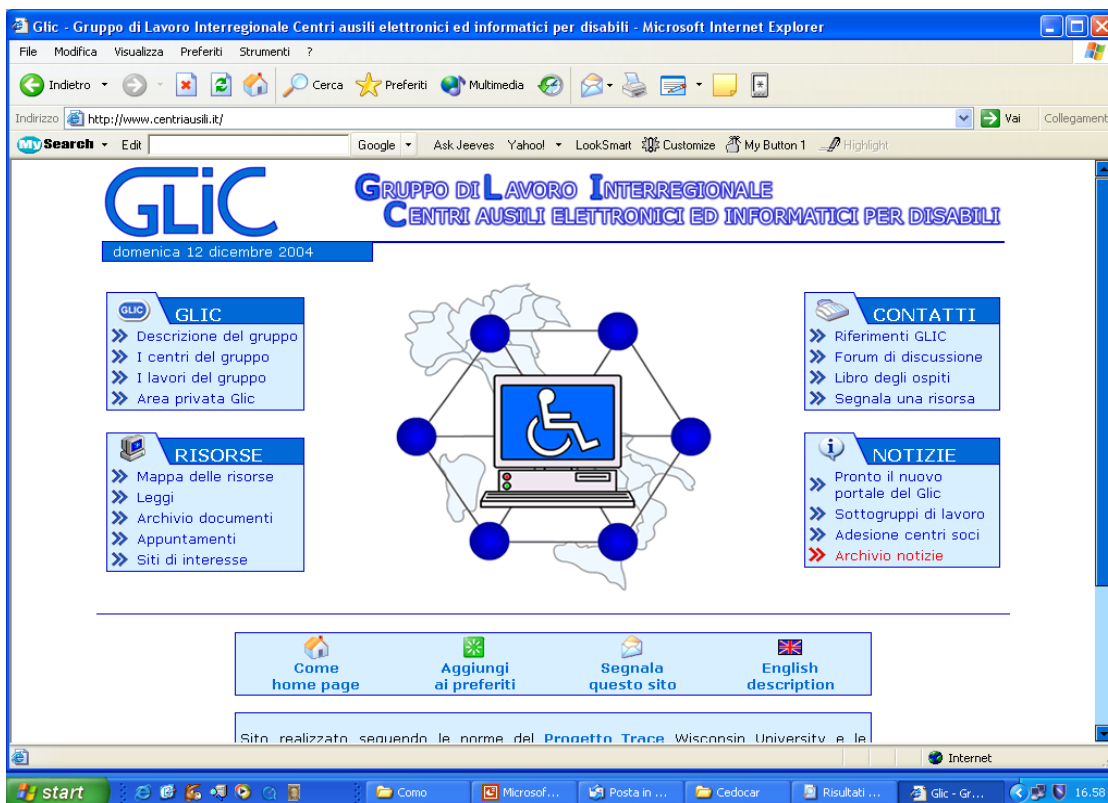 Glic - Gruppo di Lavoro Interregionale Centri ausili elettronici ed informatici per disabili - Microsoft Internet Explorer
File Modifica Visualizza Preferiti Strumenti ?
Indietro Cerca Preferiti Multimedia
Indirizzo http://www.centriausili.it/ Vai Collegament
My Search Edit Google Ask Jeeves Yahoo! LookSmart Customize My Button 1 Highlight
GLiC
GRUPPO DI LAVORO INTERREGIONALE
CENTRI AUSILI ELETTRONICI ED INFORMATICI PER DISABILI
domenica 12 dicembre 2004
GLIC GLIC
Descrizione del gruppo
I centri del gruppo
I lavori del gruppo
Area privata Glic
RISORSE
Mappa delle risorse
Leggi
Archivio documenti
Appuntamenti
Siti di interesse
CONTATTI
Riferimenti GLIC
Forum di discussione
Libro degli ospiti
Segnala una risorsa
NOTIZIE
Pronto il nuovo
portale del Glic
Sottogruppi di lavoro
Adesione centri soci
Archivio notizie
Come
home page
Aggiungi
ai preferiti
Segnala
questo sito
English
description
Sito realizzato seguendo le norme del Progetto Trace Wisconsin University e le
Internet
start Como Microsof... Posta in ... Cedocar Risultati ... Glic - Gr... 16.58